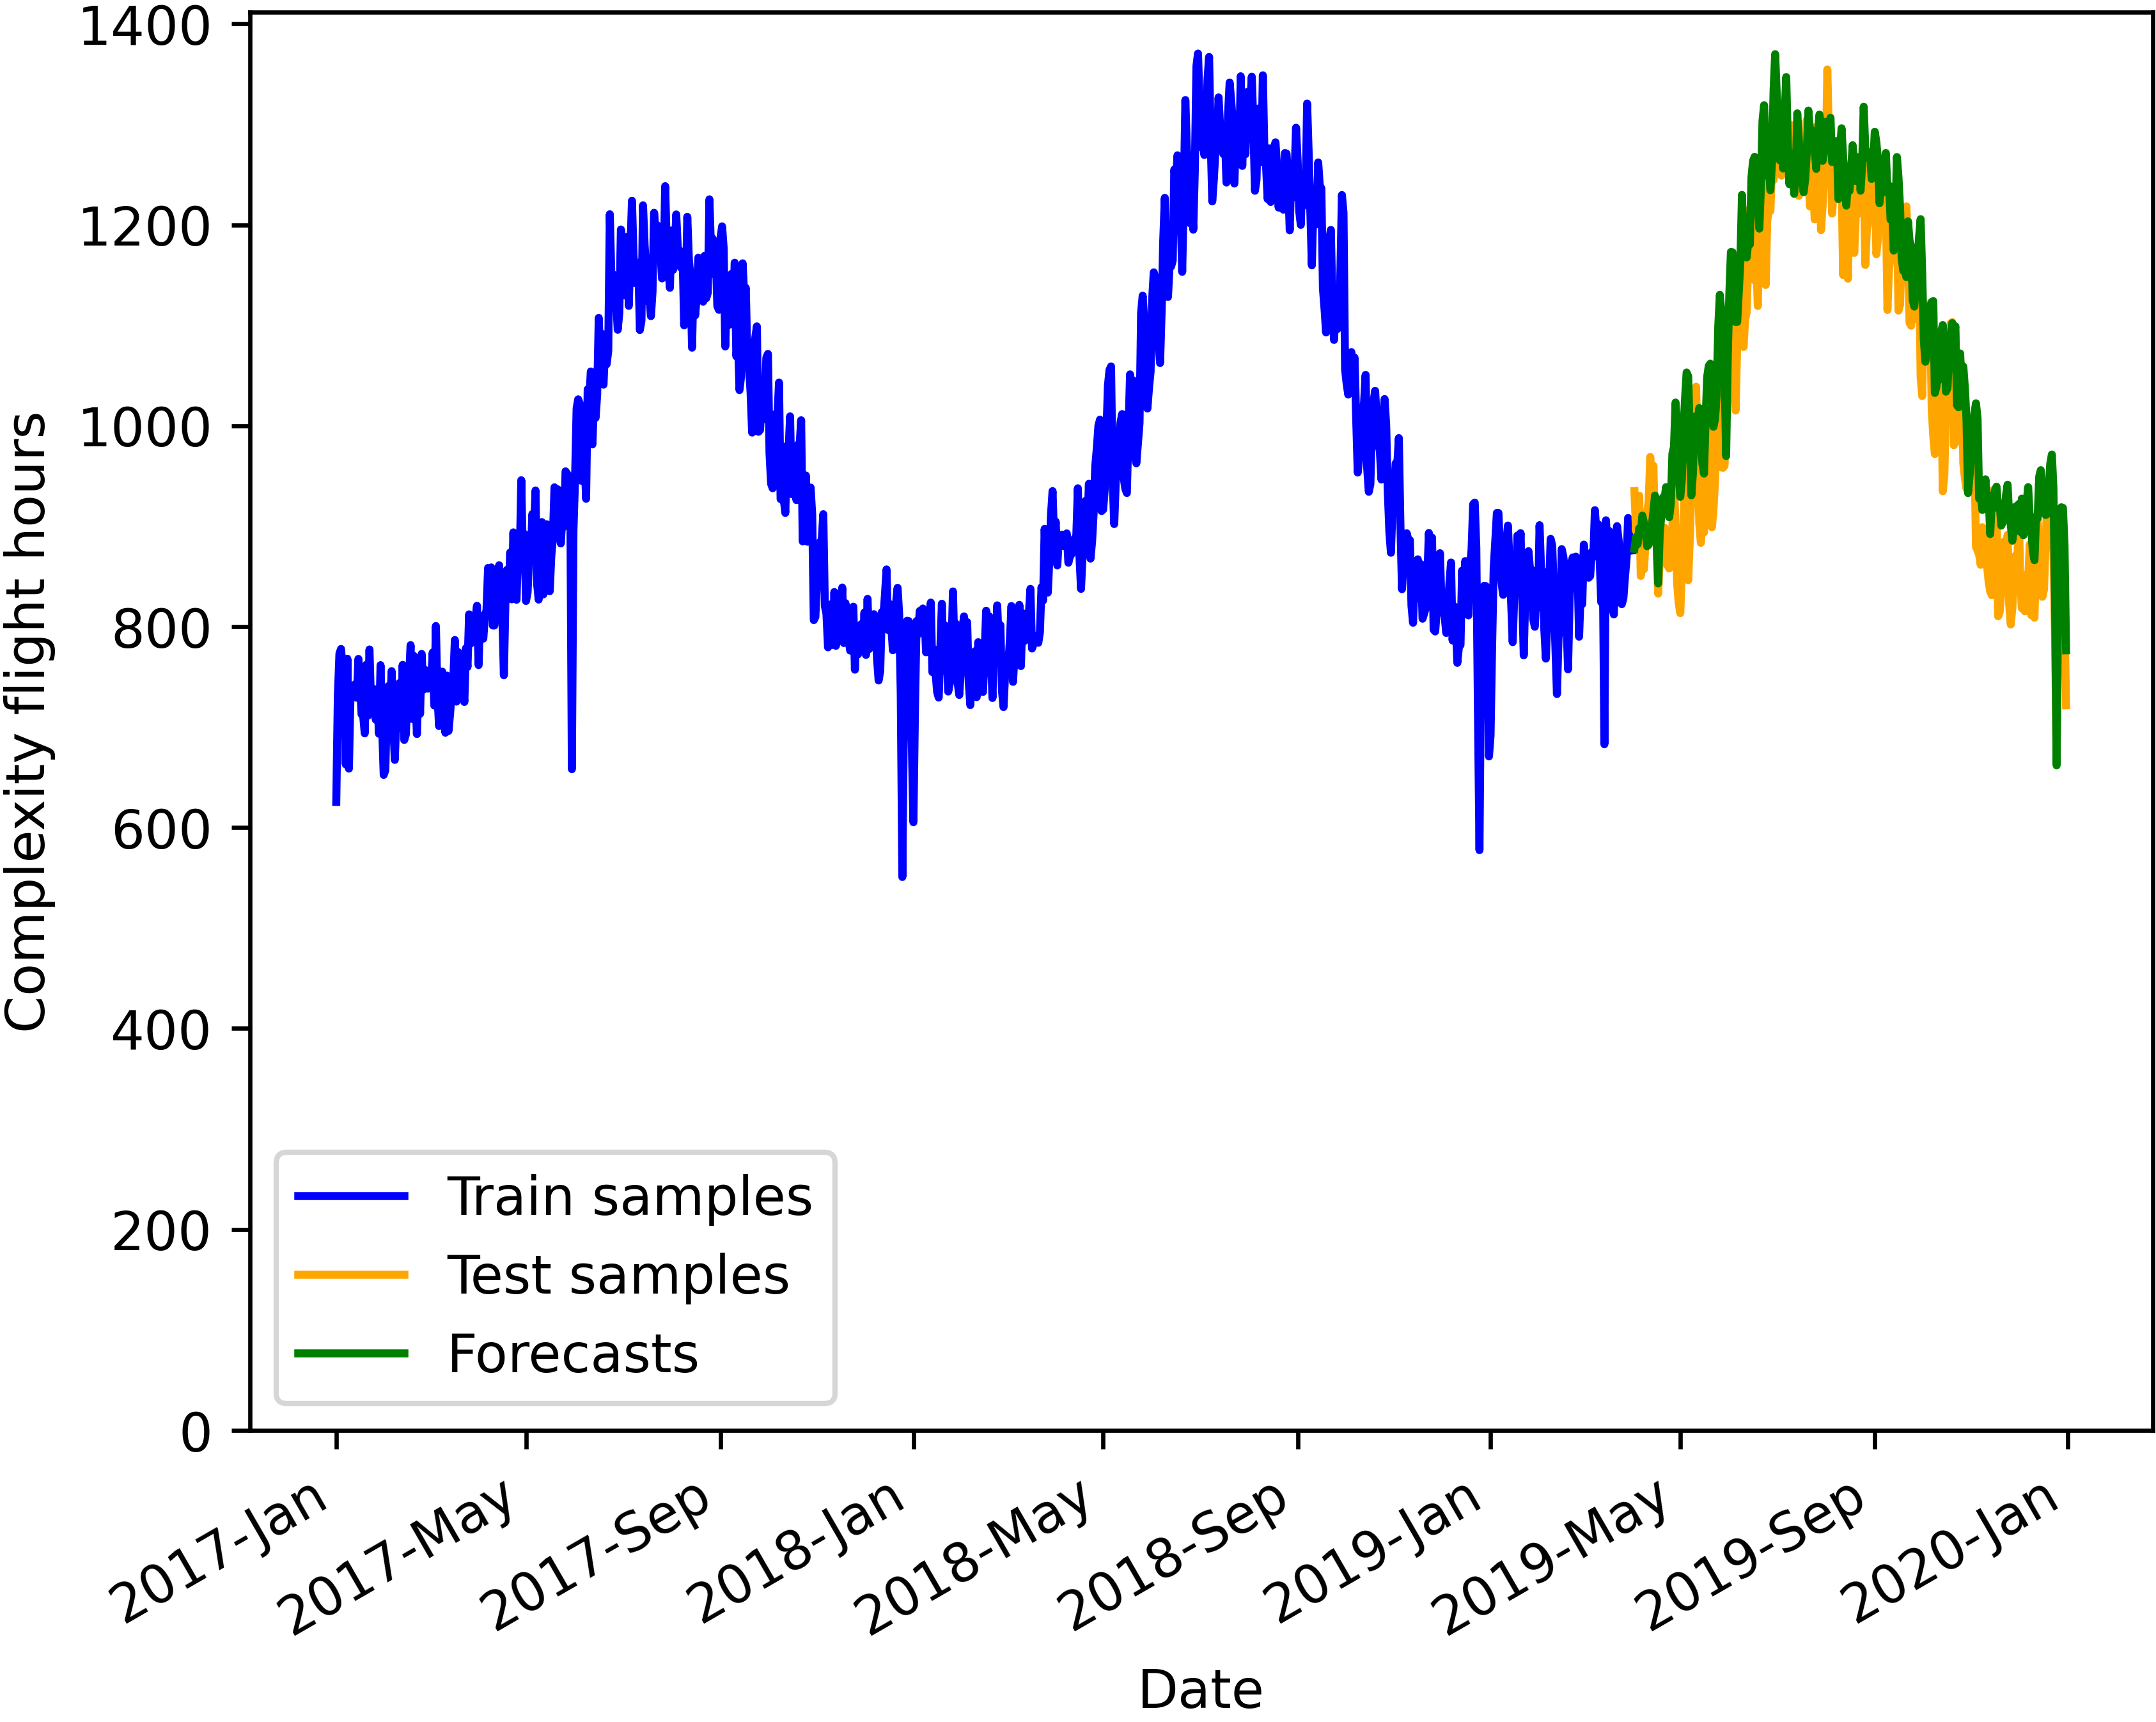 1400
1200
1000
800
600
400
200
0
Complexity flight hours
Train samples
Test samples
Forecasts
2017-Jan
2017-May
2017-Sep
2018-Jan
2018-May
2018-Sep
2019-Jan
2019-May
2019-Sep
2020-Jan
Date